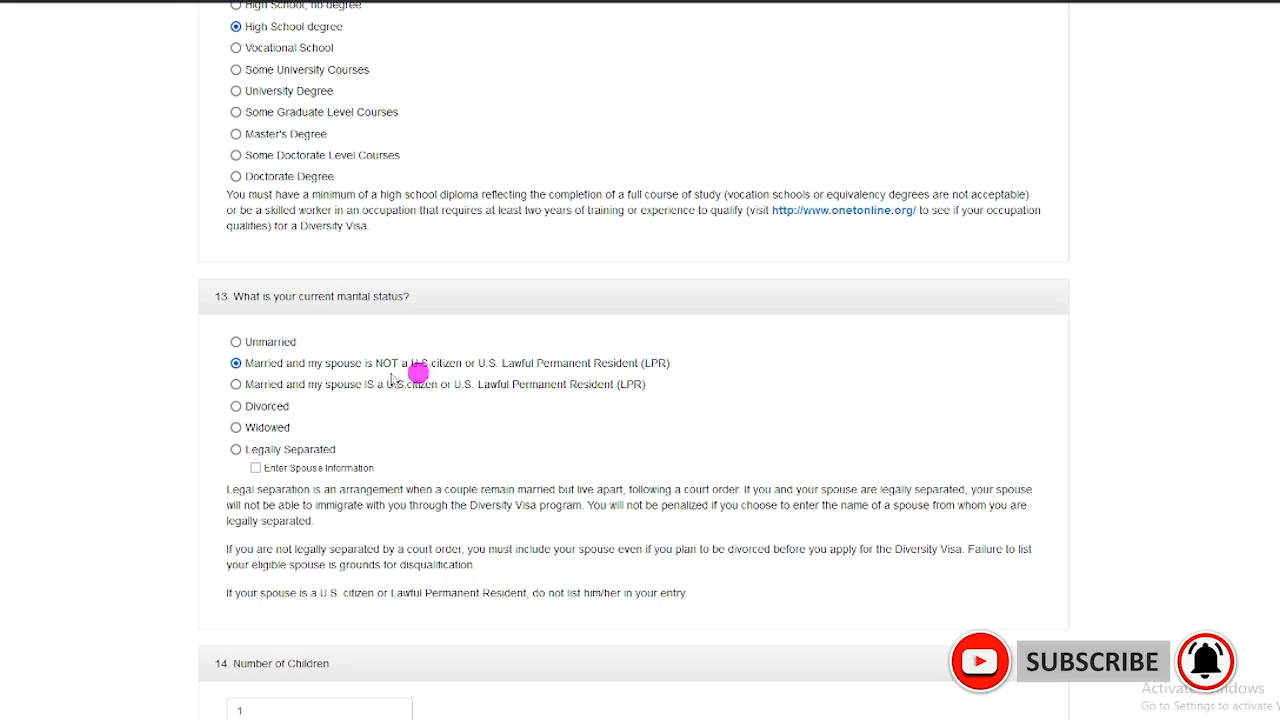 High School, no degree
High School degree
Vocational School
Some University Courses
University Degree
Some Graduate Level Courses
Master's Degree
Some Doctorate Level Courses
Doctorate Degree
You must have a minimum of a high school diploma reflecting the completion of a full course of study (vocation schools or equivalency degrees are not acceptable)
or be a skilled worker in an occupation that requires at least two years of training or experience to qualify (visit http://www.onetonline.org/ to see if your occupation
qualifies) for a Diversity Visa.
13. What is your current marital status?
Unmarried
Married and my spouse is NOT a U.S.citizen or U.S. Lawful Permanent Resident (LPR)
Married and my spouse IS a U.S.citizen or U.S. Lawful Permanent Resident (LPR)
Divorced
Widowed
Legally Separated
Enter Spouse Information
Legal separation is an arrangement when a couple remain married but live apart, following a court order. If you and your spouse are legally separated, your spouse
will not be able to immigrate with you through the Diversity Visa program. You will not be penalized if you choose to enter the name of a spouse from whom you are
legally separated.
If you are not legally separated by a court order, you must include your spouse even if you plan to be divorced before you apply for the Diversity Visa. Failure to list
your eligible spouse is grounds for disqualification.
If your spouse is a U.S. citizen or Lawful Permanent Resident, do not list him/her in your entry.
14. Number of Children
SUBSCRIBE
Activate Windows
Go to Settings to activate
1